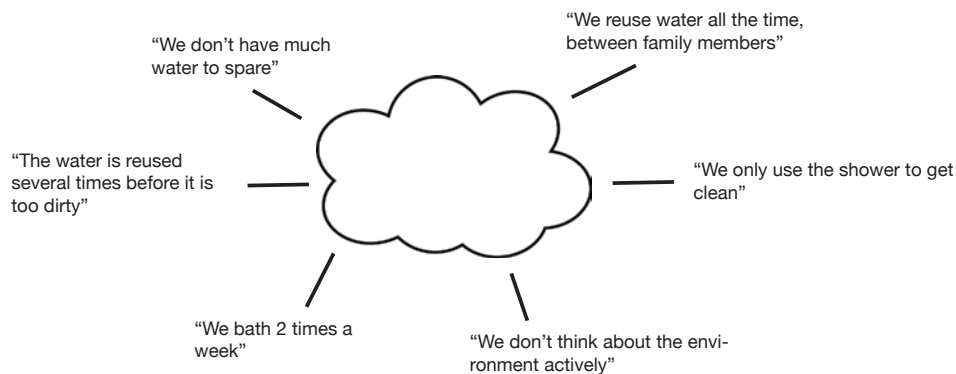 “We reuse water all the time,
between family members”
“We don’t have much
water to spare”
“The water is reused
several times before it is
too dirty”
“We only use the shower to get
clean”
“We bath 2 times a
week”
“We don’t think about the envi-
ronment actively”